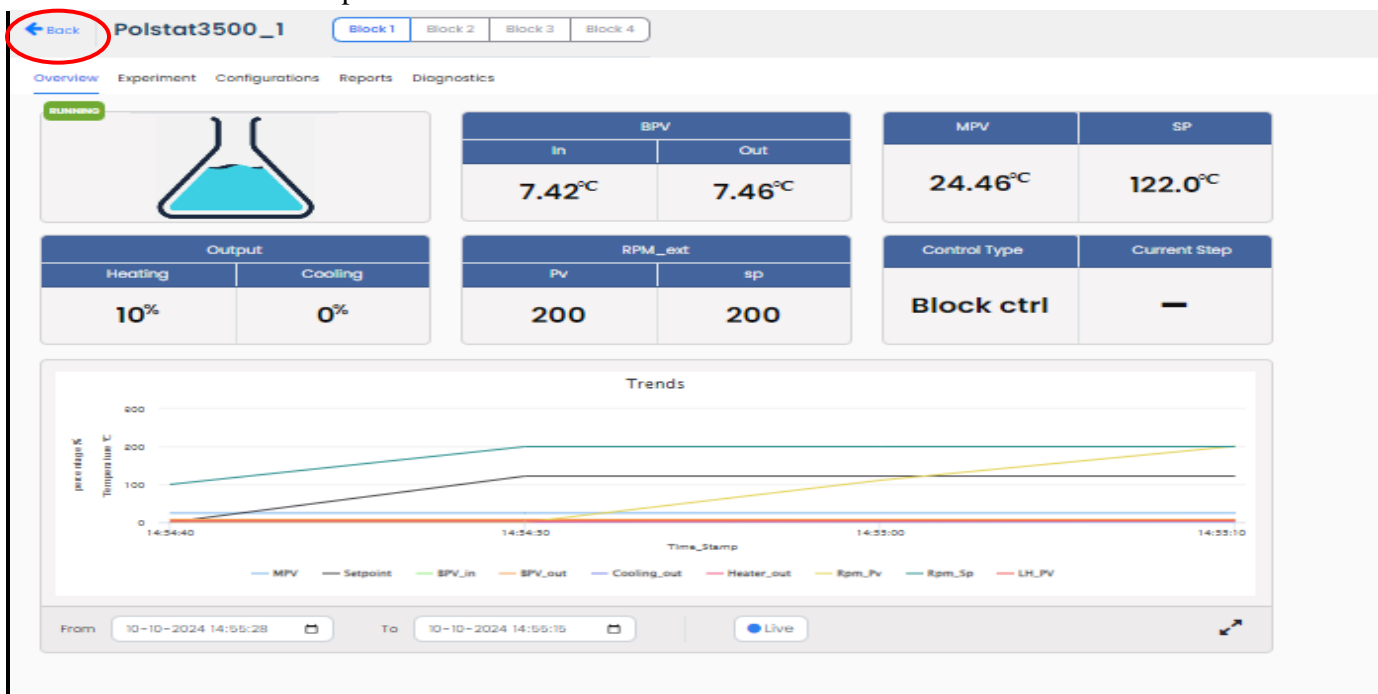 Back Polstat3500_1 Block 1 Block 2 Block 3 Block 4
Overview Experiment Configurations Reports Diagnostics
RUNNING
BPV
In Out
7.42°C 7.46°C
MPV SP
24.46°C 122.0°C
Output
Heating Cooling
10% 0%
RPM_ext
Pv sp
200 200
Control Type Current Step
Block ctrl –
Trends
300
200
100
0
Temperature °C
14:54:40 14:54:50 14:55:00 14:55:10
Time_Stamp
MPV Setpoint BPV_in BPV_out Cooling_out Heater_out Rpm_Pv Rpm_Sp LH_PV
From 10-10-2024 14:55:28 To 10-10-2024 14:55:15 Live